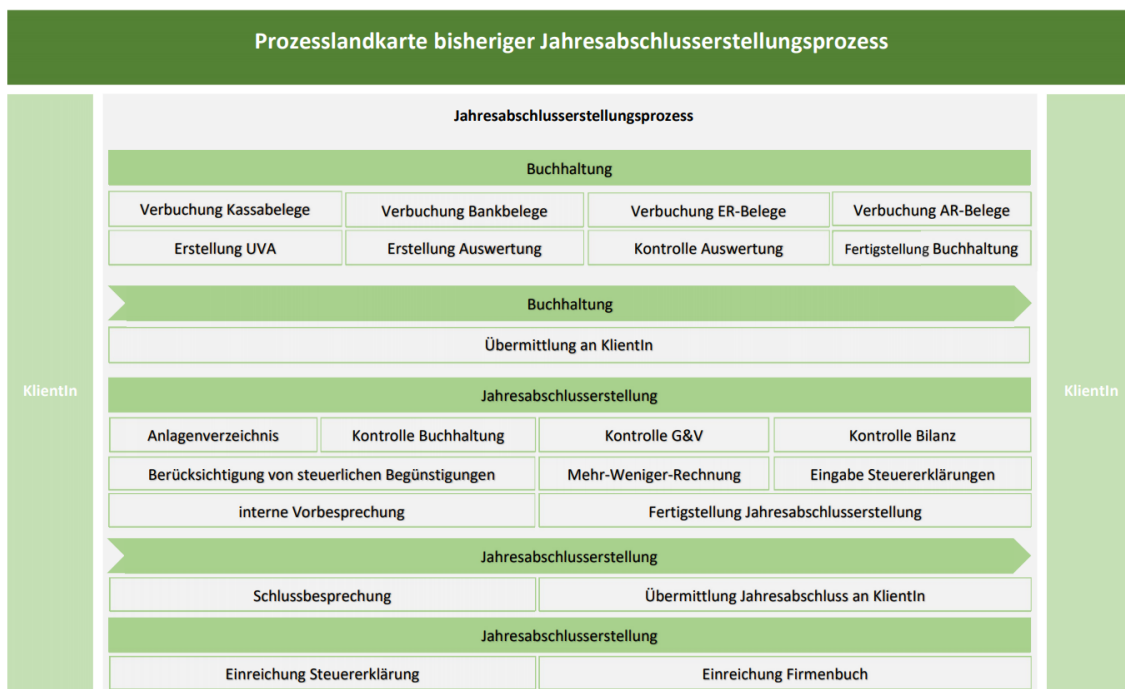 Prozesslandkarte bisheriger Jahresabschlusserstellungsprozess
Jahresabschlusserstellungsprozess
Buchhaltung
Verbuchung Kassabelege
Verbuchung Bankbelege
Verbuchung ER-Belege
Verbuchung AR-Belege
Erstellung UVA
Erstellung Auswertung
Kontrolle Auswertung
Fertigstellung Buchhaltung
Buchhaltung
Übermittlung an KlientIn
KlientIn
Jahresabschlusserstellung
KlientIn
Anlagenverzeichnis
Kontrolle Buchhaltung
Kontrolle G&V
Kontrolle Bilanz
Berücksichtigung von steuerlichen Begünstigungen
Mehr-Weniger-Rechnung
Eingabe Steuererklärungen
interne Vorbesprechung
Fertigstellung Jahresabschlusserstellung
Jahresabschlusserstellung
Schlussbesprechung
Übermittlung Jahresabschluss an KlientIn
Jahresabschlusserstellung
Einreichung Steuererklärung
Einreichung Firmenbuch